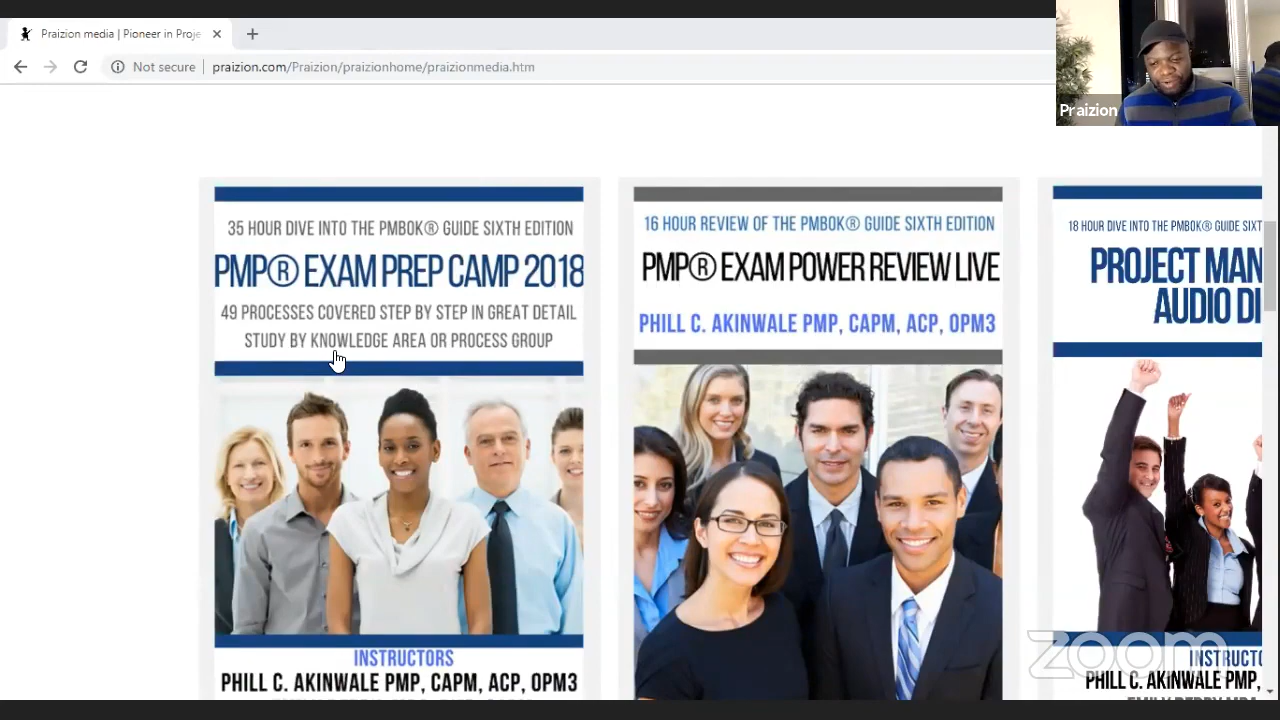 Praizion media | Pioneer in Proje
Not secure
praizion.com/Praizion/praizionhome/praizionmedia.htm
Praizion
35 HOUR DIVE INTO THE PMBOK® GUIDE SIXTH EDITION
PMP® EXAM PREP CAMP 2018
49 PROCESSES COVERED STEP BY STEP IN GREAT DETAIL
STUDY BY KNOWLEDGE AREA OR PROCESS GROUP
INSTRUCTORS
PHILL C. AKINWALE PMP, CAPM, ACP, OPM3
16 HOUR REVIEW OF THE PMBOK® GUIDE SIXTH EDITION
PMP® EXAM POWER REVIEW LIVE
PHILL C. AKINWALE PMP, CAPM, ACP, OPM3
18 HOUR DIVE INTO THE PMBOK® GUIDE SIXT
PROJECT MAN
AUDIO DI
zoom
INSTRUCTO
PHILL C. AKINWALE PMP,